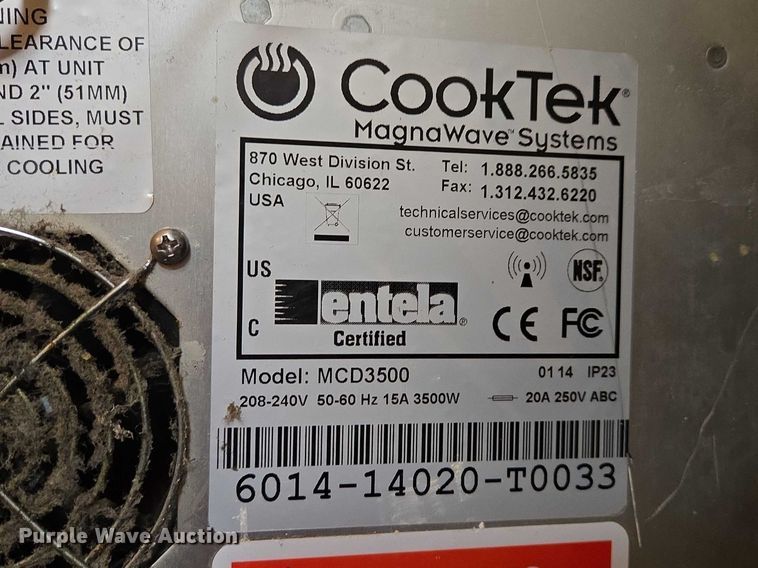 NING
LEARANCE OF
m) AT UNIT
ND 2" (51MM)
L SIDES, MUST
AINED FOR
COOLING
CookTek®
MagnaWave™ Systems
870 West Division St.
Chicago, IL 60622
USA
Tel: 1.888.266.5835
Fax: 1.312.432.6220
technicalservices@cooktek.com
customerservice@cooktek.com
US
C
entela®
Certified
NSF®
CE FC
Model: MCD3500
01 14 IP23
208-240V 50-60 Hz 15A 3500W
20A 250V ABC
6014-14020-T0033
Purple Wave Auction